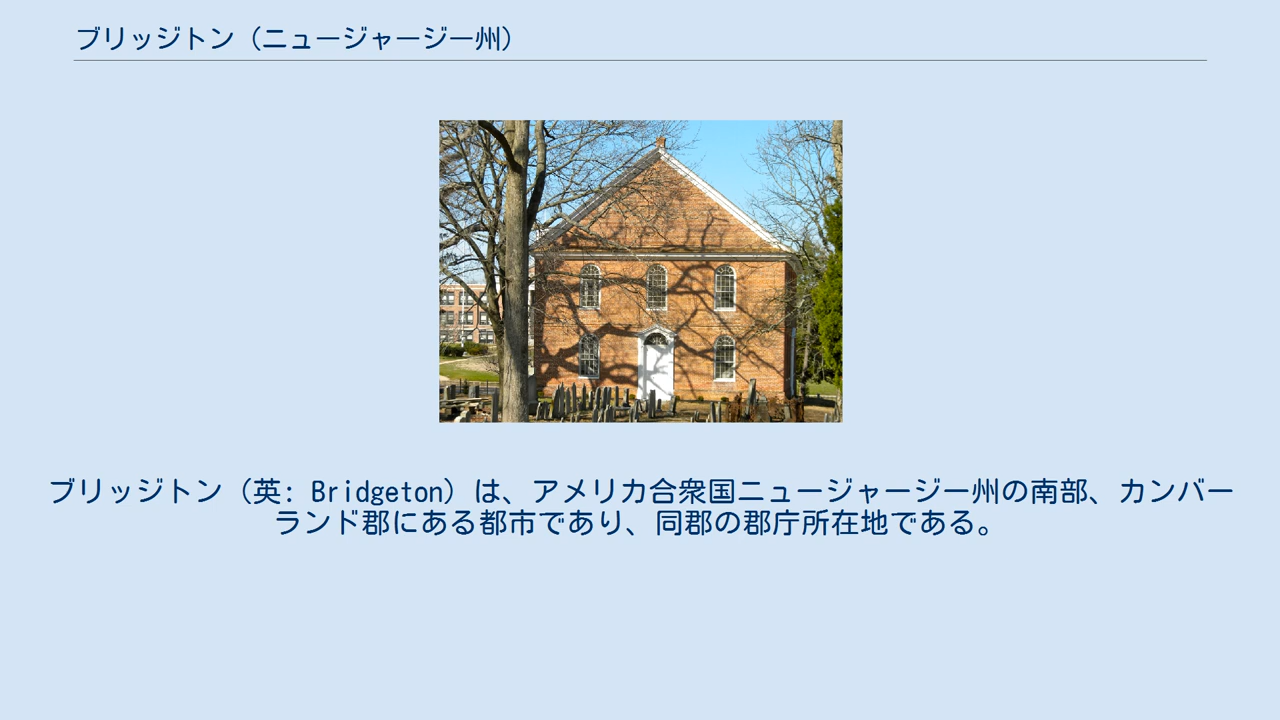 ブリッジトン（ニュージャージー州）
ブリッジトン（英: Bridgeton）は、アメリカ合衆国ニュージャージー州の南部、カンバー
ランド郡にある都市であり、同郡の郡庁所在地である。